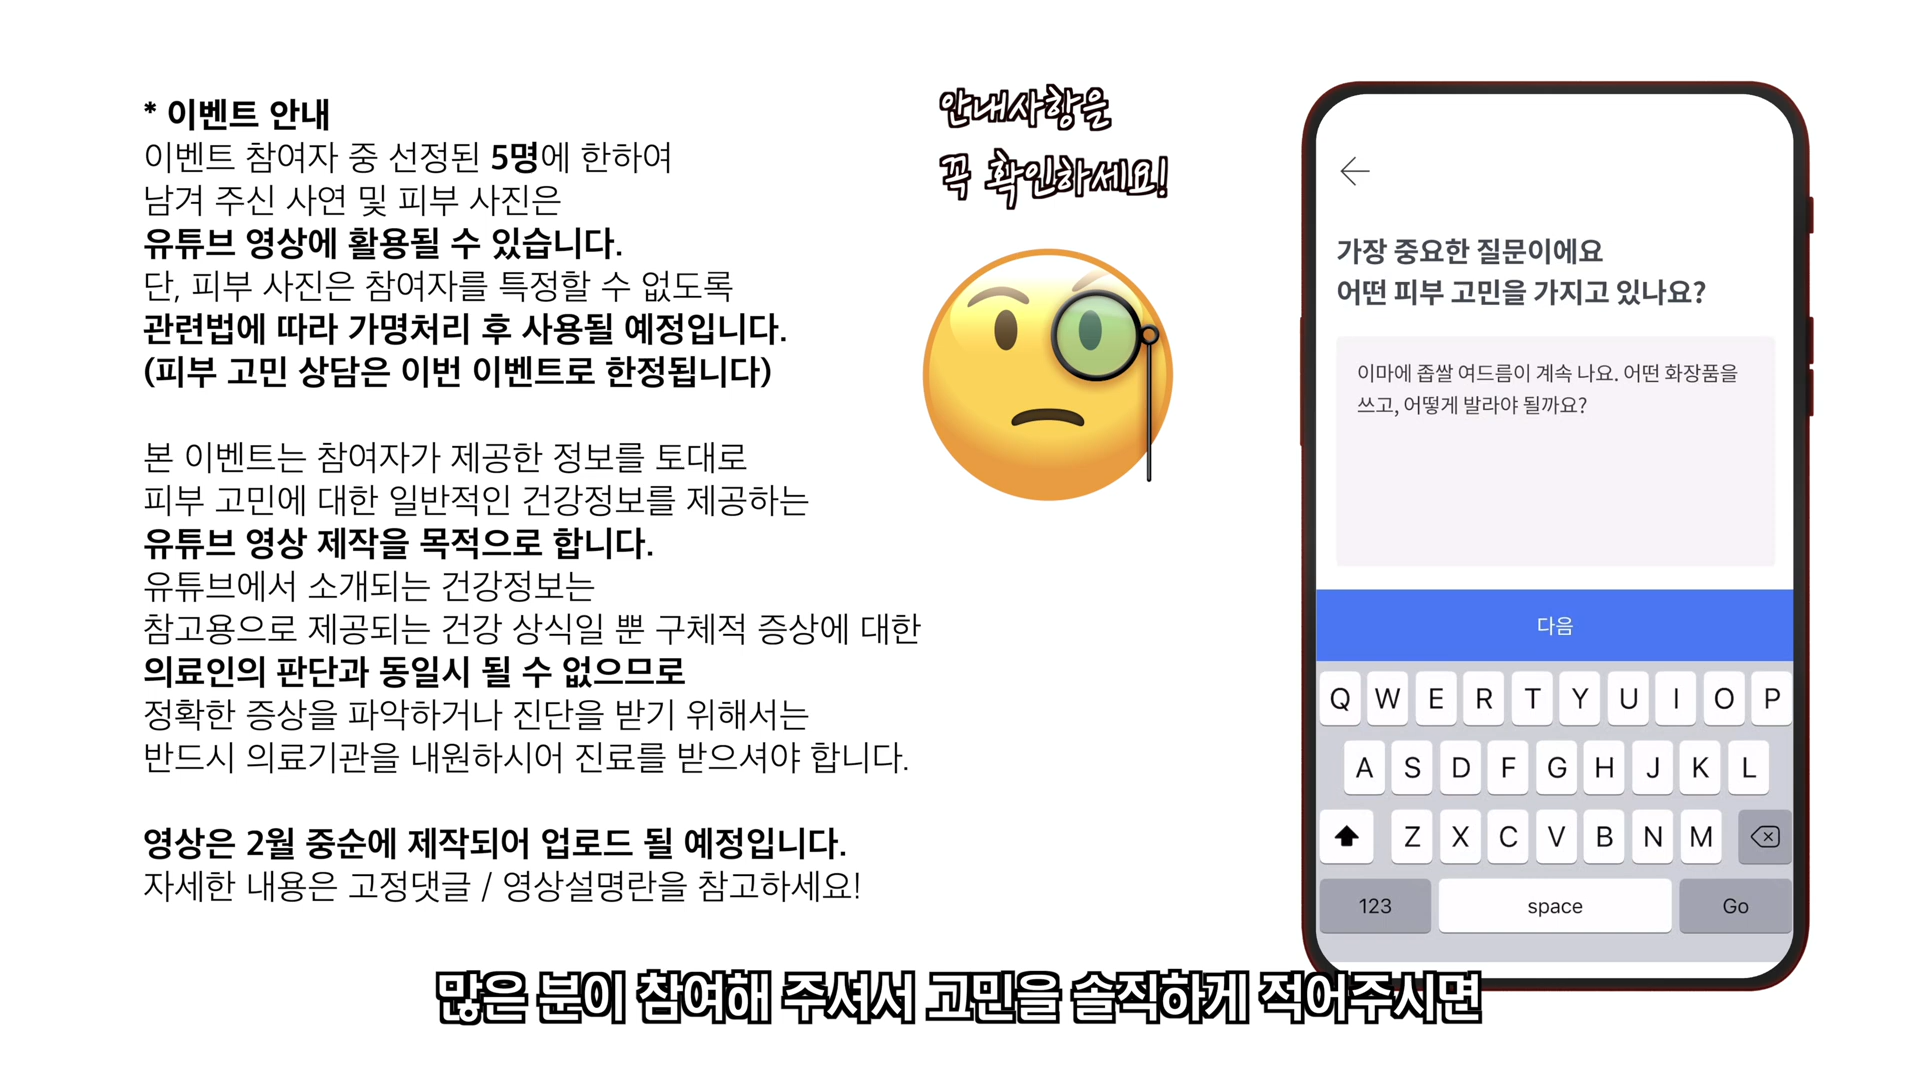 * 이벤트 안내
이벤트 참여자 중 선정된 5명에 한하여
남겨 주신 사연 및 피부 사진은
유튜브 영상에 활용될 수 있습니다.
단, 피부 사진은 참여자를 특정할 수 없도록
관련법에 따라 가명처리 후 사용될 예정입니다.
(피부 고민 상담은 이번 이벤트로 한정됩니다)
본 이벤트는 참여자가 제공한 정보를 토대로
피부 고민에 대한 일반적인 건강정보를 제공하는
유튜브 영상 제작을 목적으로 합니다.
유튜브에서 소개되는 건강정보는
참고용으로 제공되는 건강 상식일 뿐 구체적 증상에 대한
의료인의 판단과 동일시 될 수 없으므로
정확한 증상을 파악하거나 진단을 받기 위해서는
반드시 의료기관을 내원하시어 진료를 받으셔야 합니다.
영상은 2월 중순에 제작되어 업로드 될 예정입니다.
자세한 내용은 고정댓글 / 영상설명란을 참고하세요!
안내사항을
꼭 확인하세요!
가장 중요한 질문이에요
어떤 피부 고민을 가지고 있나요?
이마에 좁쌀 여드름이 계속 나요. 어떤 화장품을
쓰고, 어떻게 발라야 될까요?
다음
Q W E R T Y U I O P
A S D F G H J K L
Z X C V B N M
123 space Go
많은 분이 참여해 주셔서 고민을 솔직하게 적어주시면